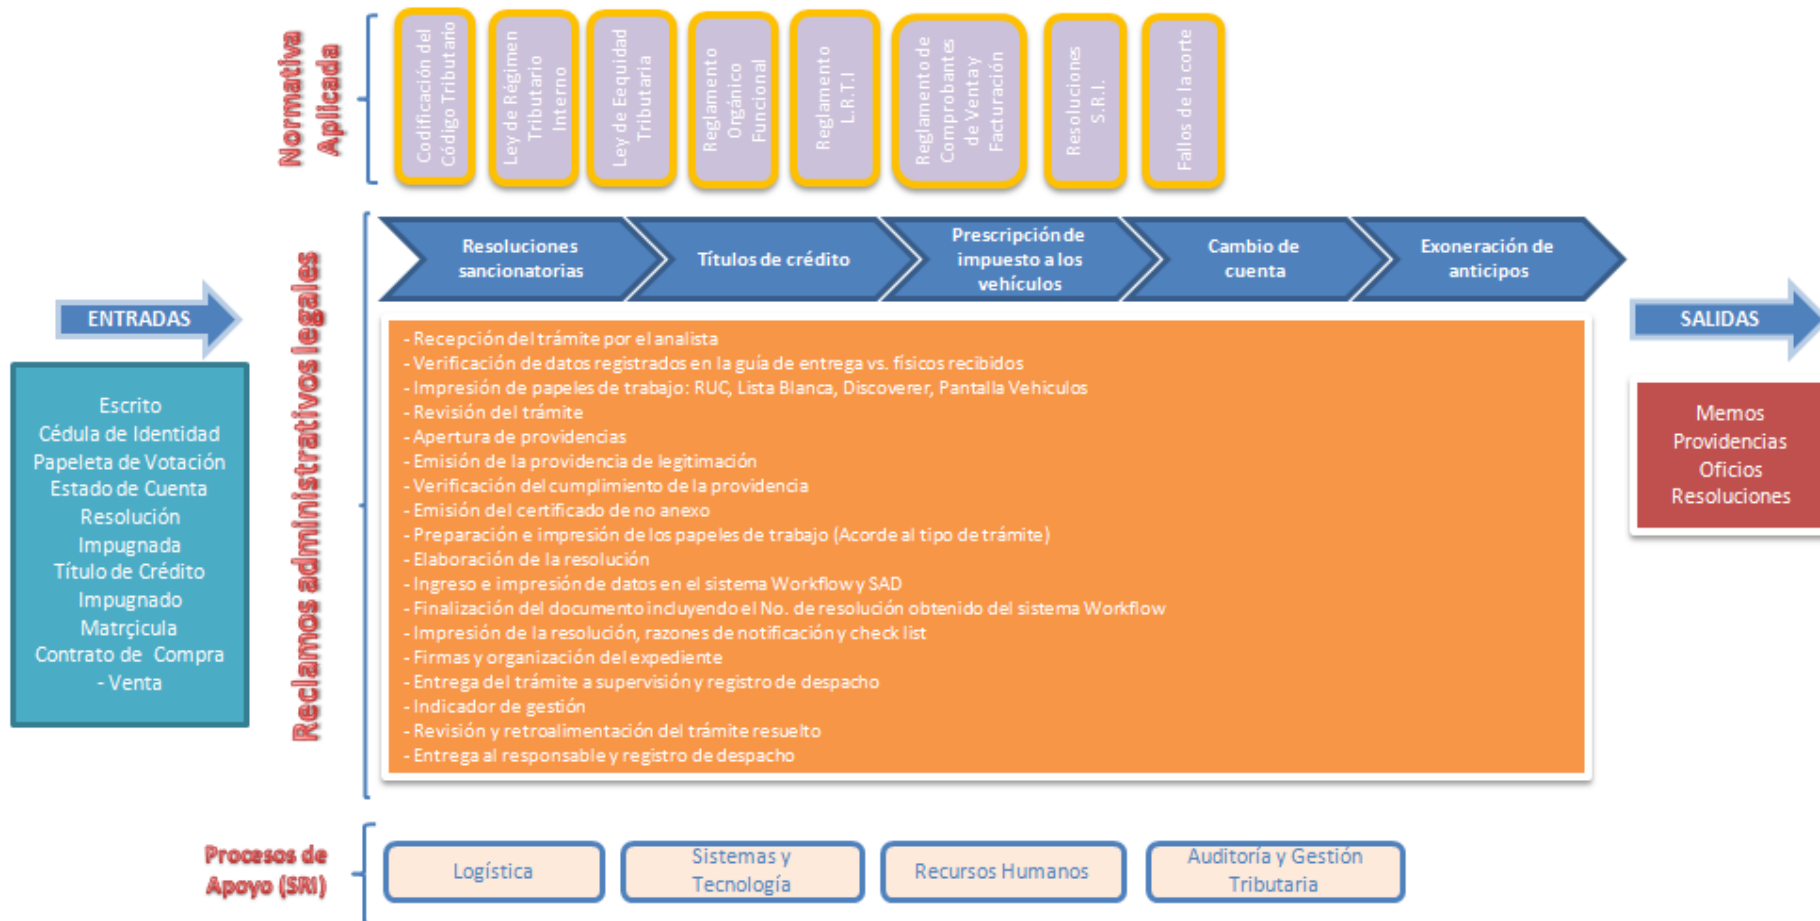 Normativa
Aplicada
Codificación del
Código Tributario
Ley de Régimen
Tributario
Interno
Ley de Eequidad
Tributaria
Reglamento
Orgánico
Funcional
Reglamento
L.R.T.I
Reglamento de
Comprobantes
de Venta y
Facturación
Resoluciones
S.R.I.
Fallos de la corte
ENTRADAS
Escrito
Cédula de Identidad
Papeleta de Votación
Estado de Cuenta
Resolución
Impugnada
Título de Crédito
Impugnado
Matrçicula
Contrato de Compra
- Venta
Reclamos administrativos legales
Resoluciones
sancionatorias
Títulos de crédito
Prescripción de
impuesto a los
vehículos
Cambio de
cuenta
Exoneración de
anticipos
- Recepción del trámite por el analista
- Verificación de datos registrados en la guía de entrega vs. físicos recibidos
- Impresión de papeles de trabajo: RUC, Lista Blanca, Discoverer, Pantalla Vehiculos
- Revisión del trámite
- Apertura de providencias
- Emisión de la providencia de legitimación
- Verificación del cumplimiento de la providencia
- Emisión del certificado de no anexo
- Preparación e impresión de los papeles de trabajo (Acorde al tipo de trámite)
- Elaboración de la resolución
- Ingreso e impresión de datos en el sistema Workflow y SAD
- Finalización del documento incluyendo el No. de resolución obtenido del sistema Workflow
- Impresión de la resolución, razones de notificación y check list
- Firmas y organización del expediente
- Entrega del trámite a supervisión y registro de despacho
- Indicador de gestión
- Revisión y retroalimentación del trámite resuelto
- Entrega al responsable y registro de despacho
SALIDAS
Memos
Providencias
Oficios
Resoluciones
Procesos de
Apoyo (SRI)
Logística
Sistemas y
Tecnología
Recursos Humanos
Auditoría y Gestión
Tributaria